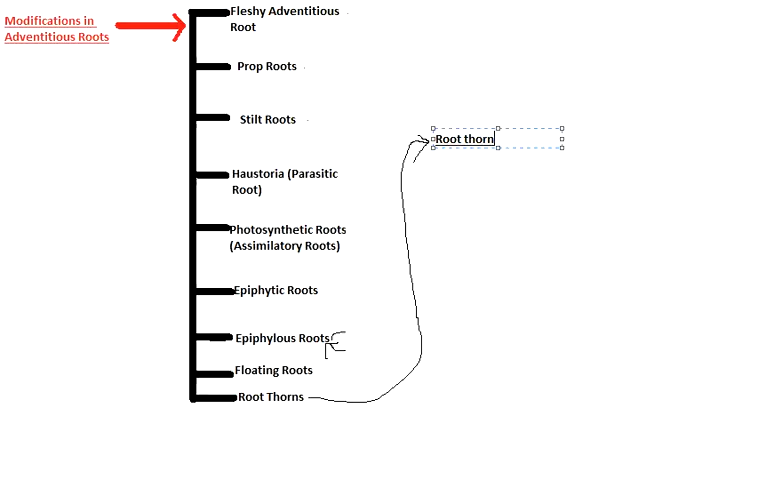 Modifications in
Adventitious Roots
Fleshy Adventitious
Root
Prop Roots
Stilt Roots
Haustoria (Parasitic
Root)
Photosynthetic Roots
(Assimilatory Roots)
Epiphytic Roots
Epiphylous Roots
Floating Roots
Root Thorns
Root thorn